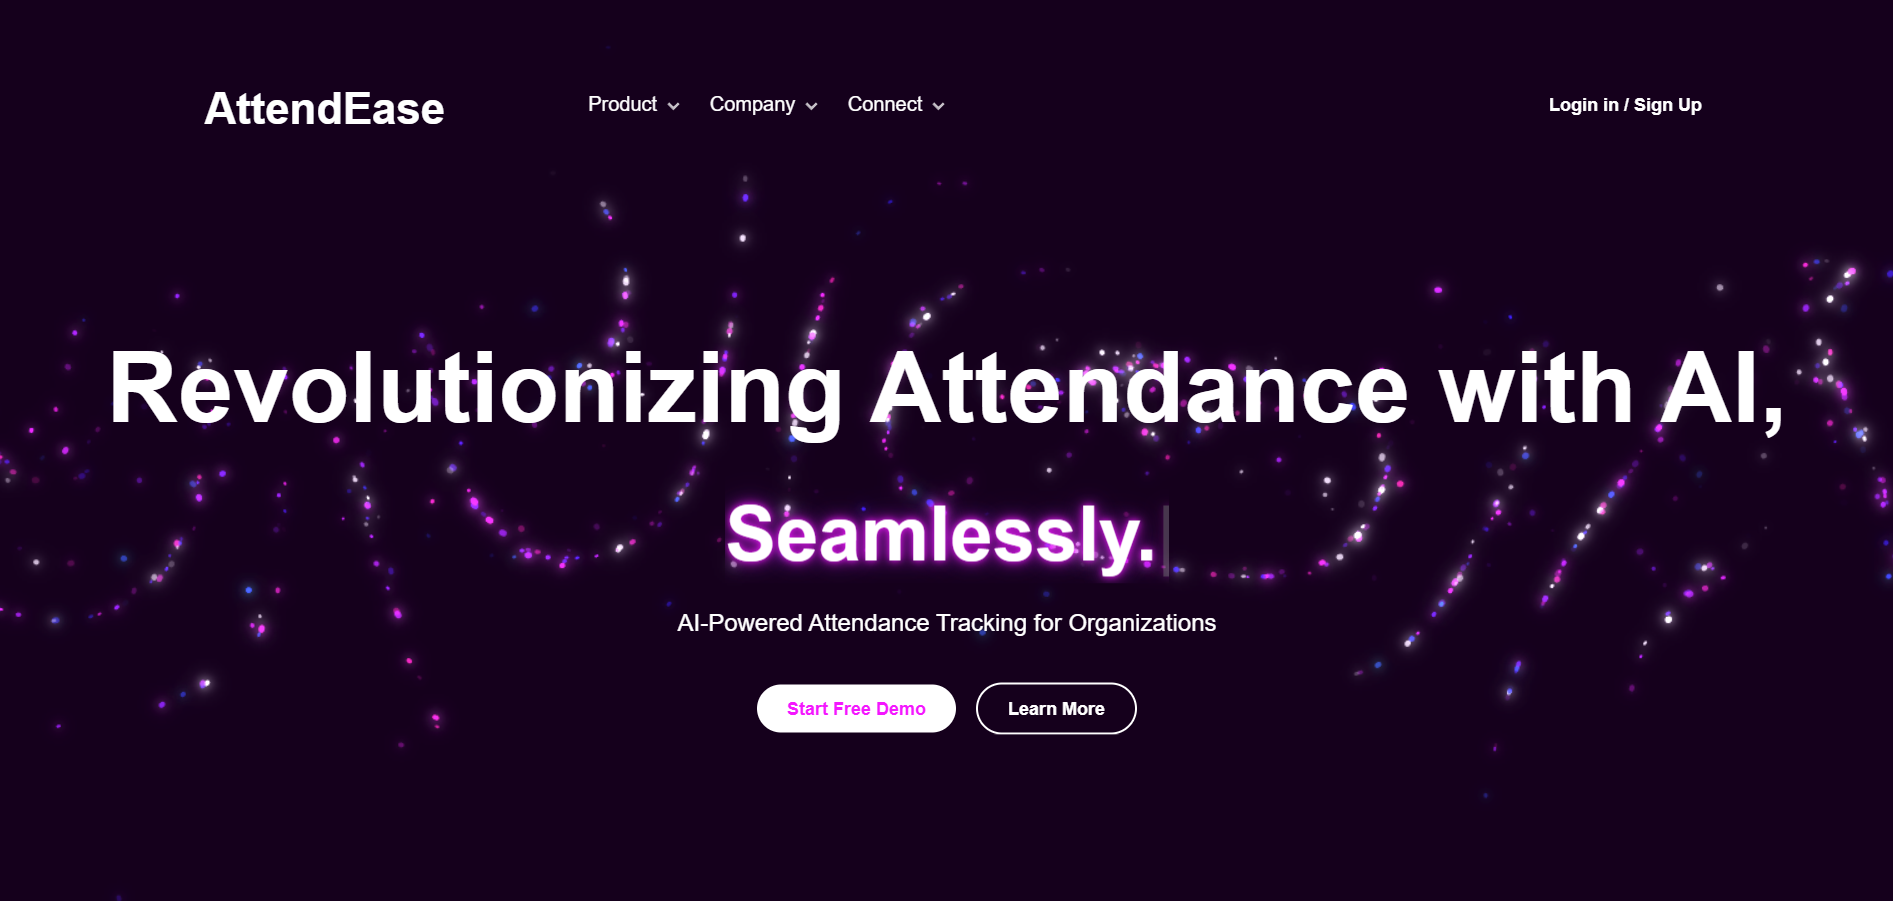 AttendEase
Product
Company
Connect
Login in / Sign Up
Revolutionizing Attendance with AI,
Seamlessly.
AI-Powered Attendance Tracking for Organizations
Start Free Demo
Learn More